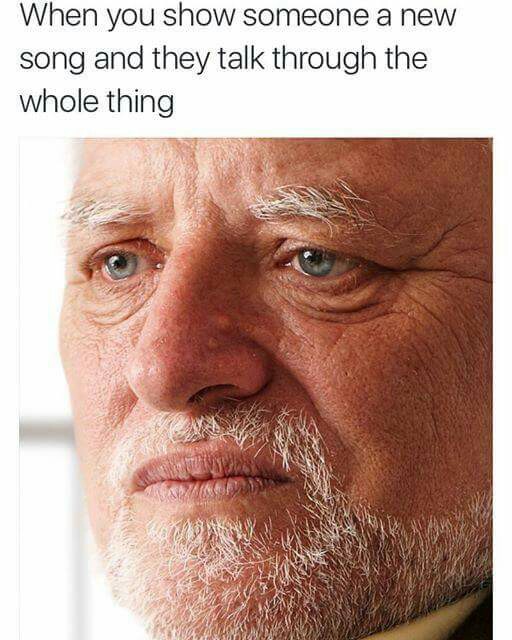 When you show someone a new
song and they talk through the
whole thing